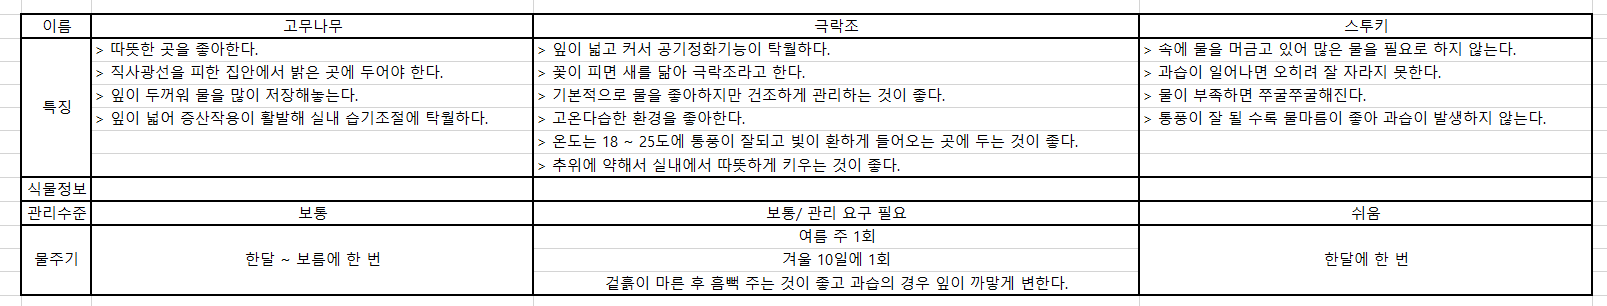 이름 고무나무 극락조 스투키
특징
> 따뜻한 곳을 좋아한다.
> 직사광선을 피한 집안에서 밝은 곳에 두어야 한다.
> 잎이 두꺼워 물을 많이 저장해놓는다.
> 잎이 넓어 증산작용이 활발해 실내 습기조절에 탁월하다.
> 잎이 넓고 커서 공기정화기능이 탁월하다.
> 꽃이 피면 새를 닮아 극락조라고 한다.
> 기본적으로 물을 좋아하지만 건조하게 관리하는 것이 좋다.
> 고온다습한 환경을 좋아한다.
> 온도는 18 ~ 25도에 통풍이 잘되고 빛이 환하게 들어오는 곳에 두는 것이 좋다.
> 추위에 약해서 실내에서 따뜻하게 키우는 것이 좋다.
> 속에 물을 머금고 있어 많은 물을 필요로 하지 않는다.
> 과습이 일어나면 오히려 잘 자라지 못한다.
> 물이 부족하면 쭈굴쭈굴해진다.
> 통풍이 잘 될 수록 물마름이 좋아 과습이 발생하지 않는다.
식물정보
관리수준 보통 보통/ 관리 요구 필요 쉬움
물주기
한달 ~ 보름에 한 번
여름 주 1회
겨울 10일에 1회
겉흙이 마른 후 흠뻑 주는 것이 좋고 과습의 경우 잎이 까맣게 변한다.
한달에 한 번